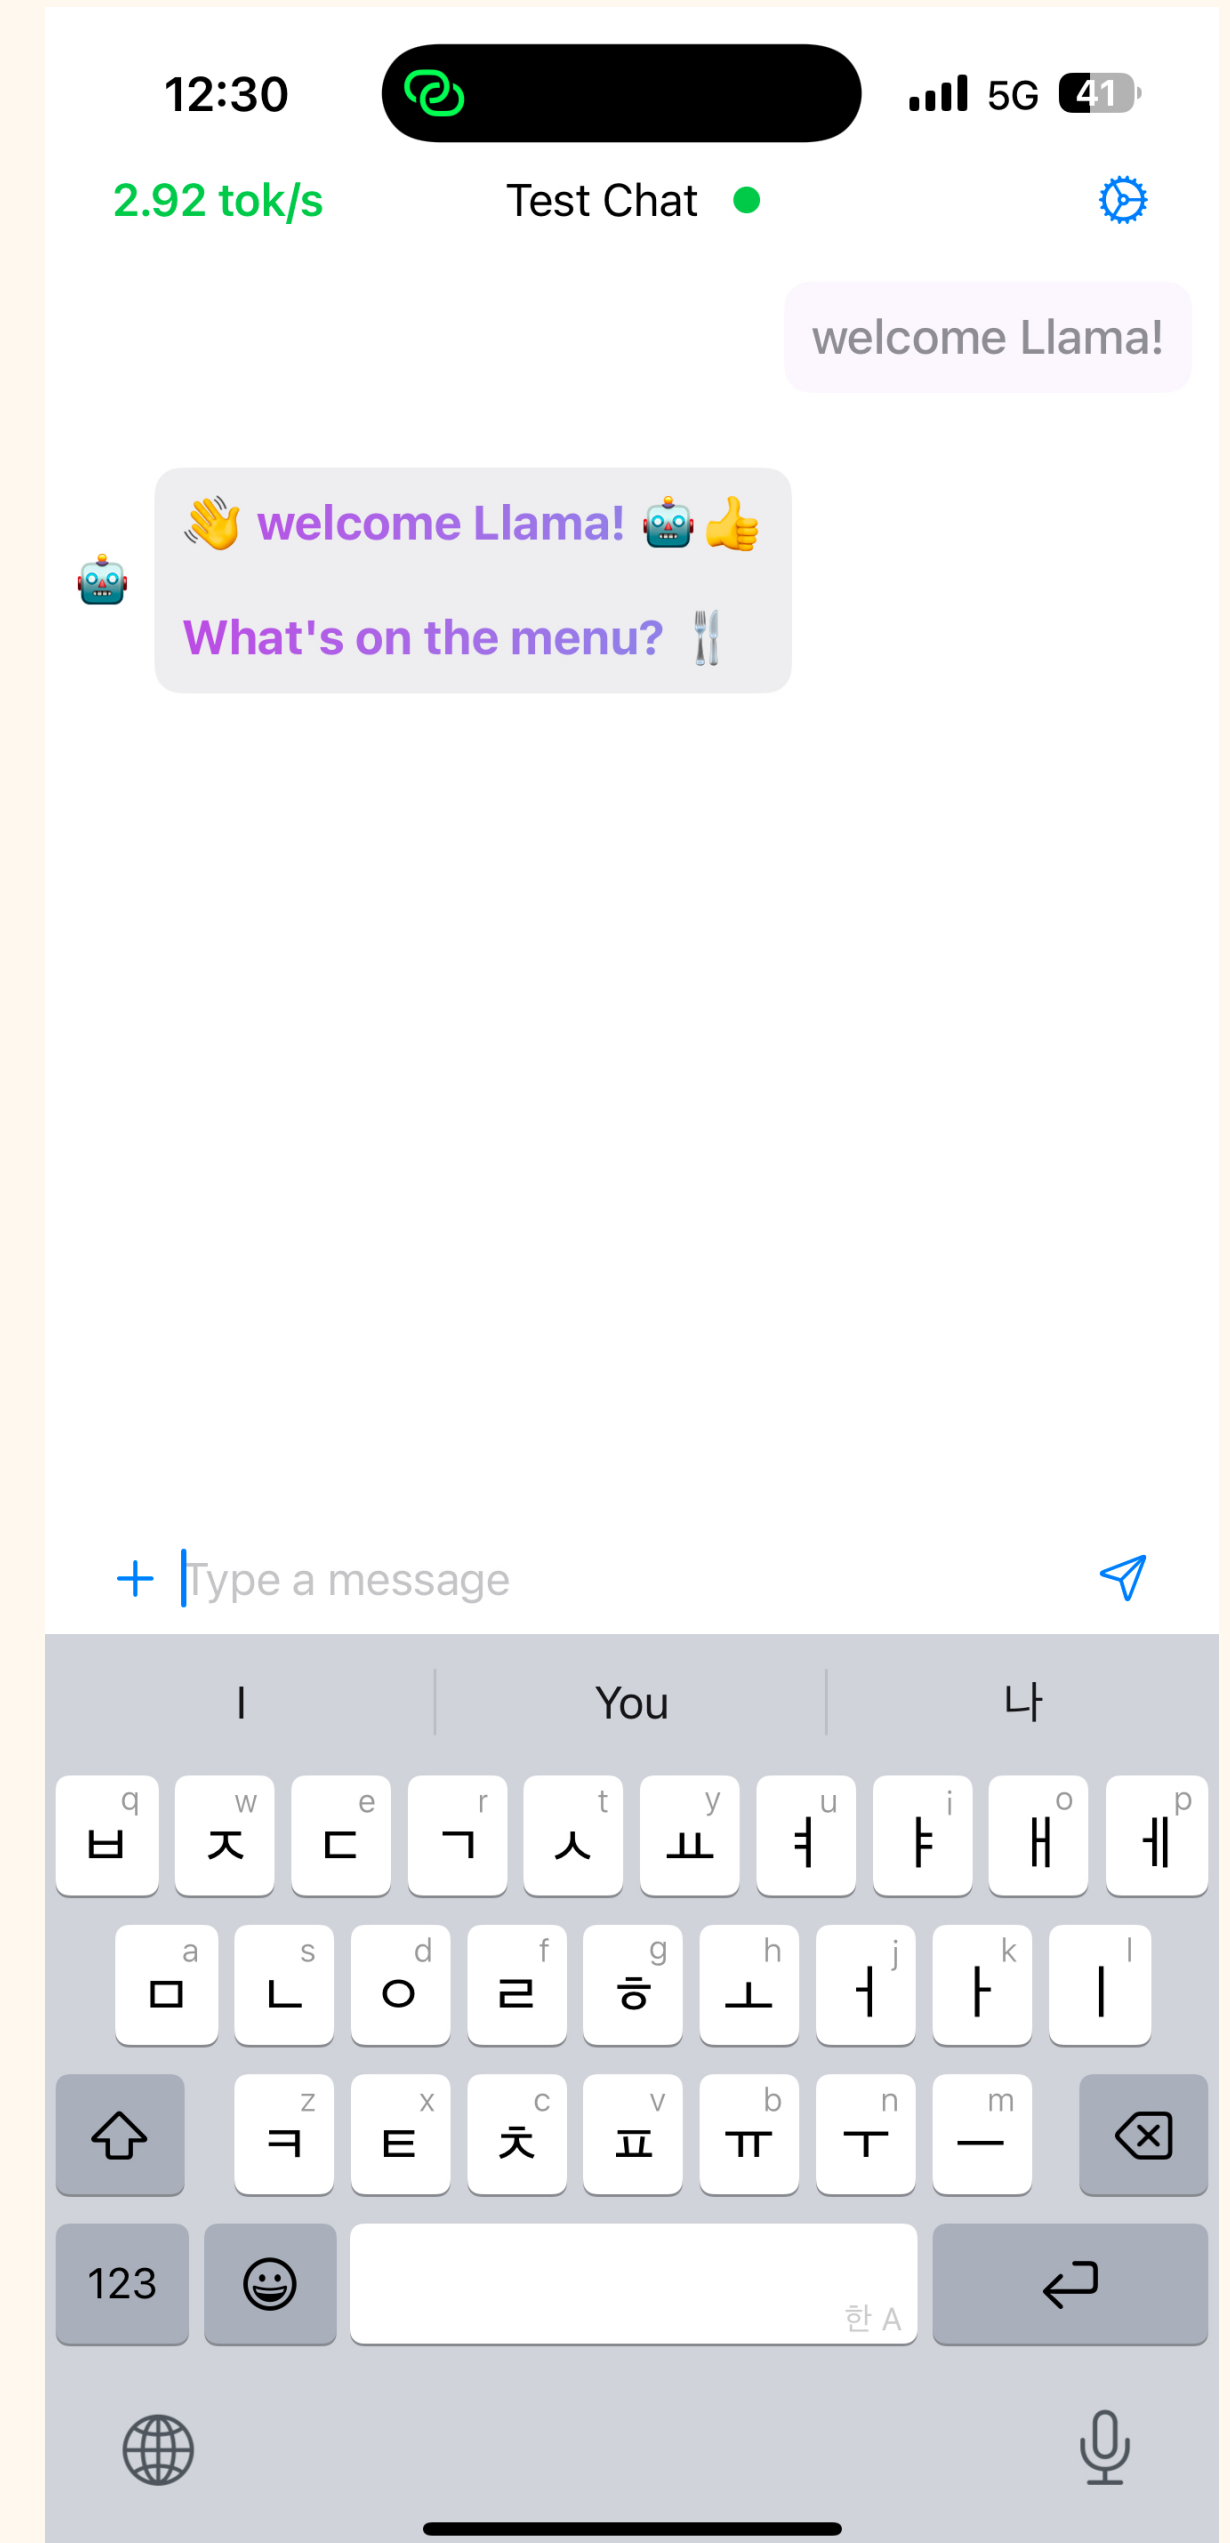 12:30
5G 41
2.92 tok/s
Test Chat
welcome Llama!
👋 welcome Llama! 🤖👍
What's on the menu? 🍴
Type a message
I You 나
q w e r t y u i o p
ㅂ ㅈ ㄷ ㄱ ㅅ ㅛ ㅕ ㅑ ㅐ ㅔ
a s d f g h j k l
ㅁ ㄴ ㅇ ㄹ ㅎ ㅗ ㅓ ㅏ ㅣ
z x c v b n m
ㅋ ㅌ ㅊ ㅍ ㅠ ㅜ ㅡ
123
한 A